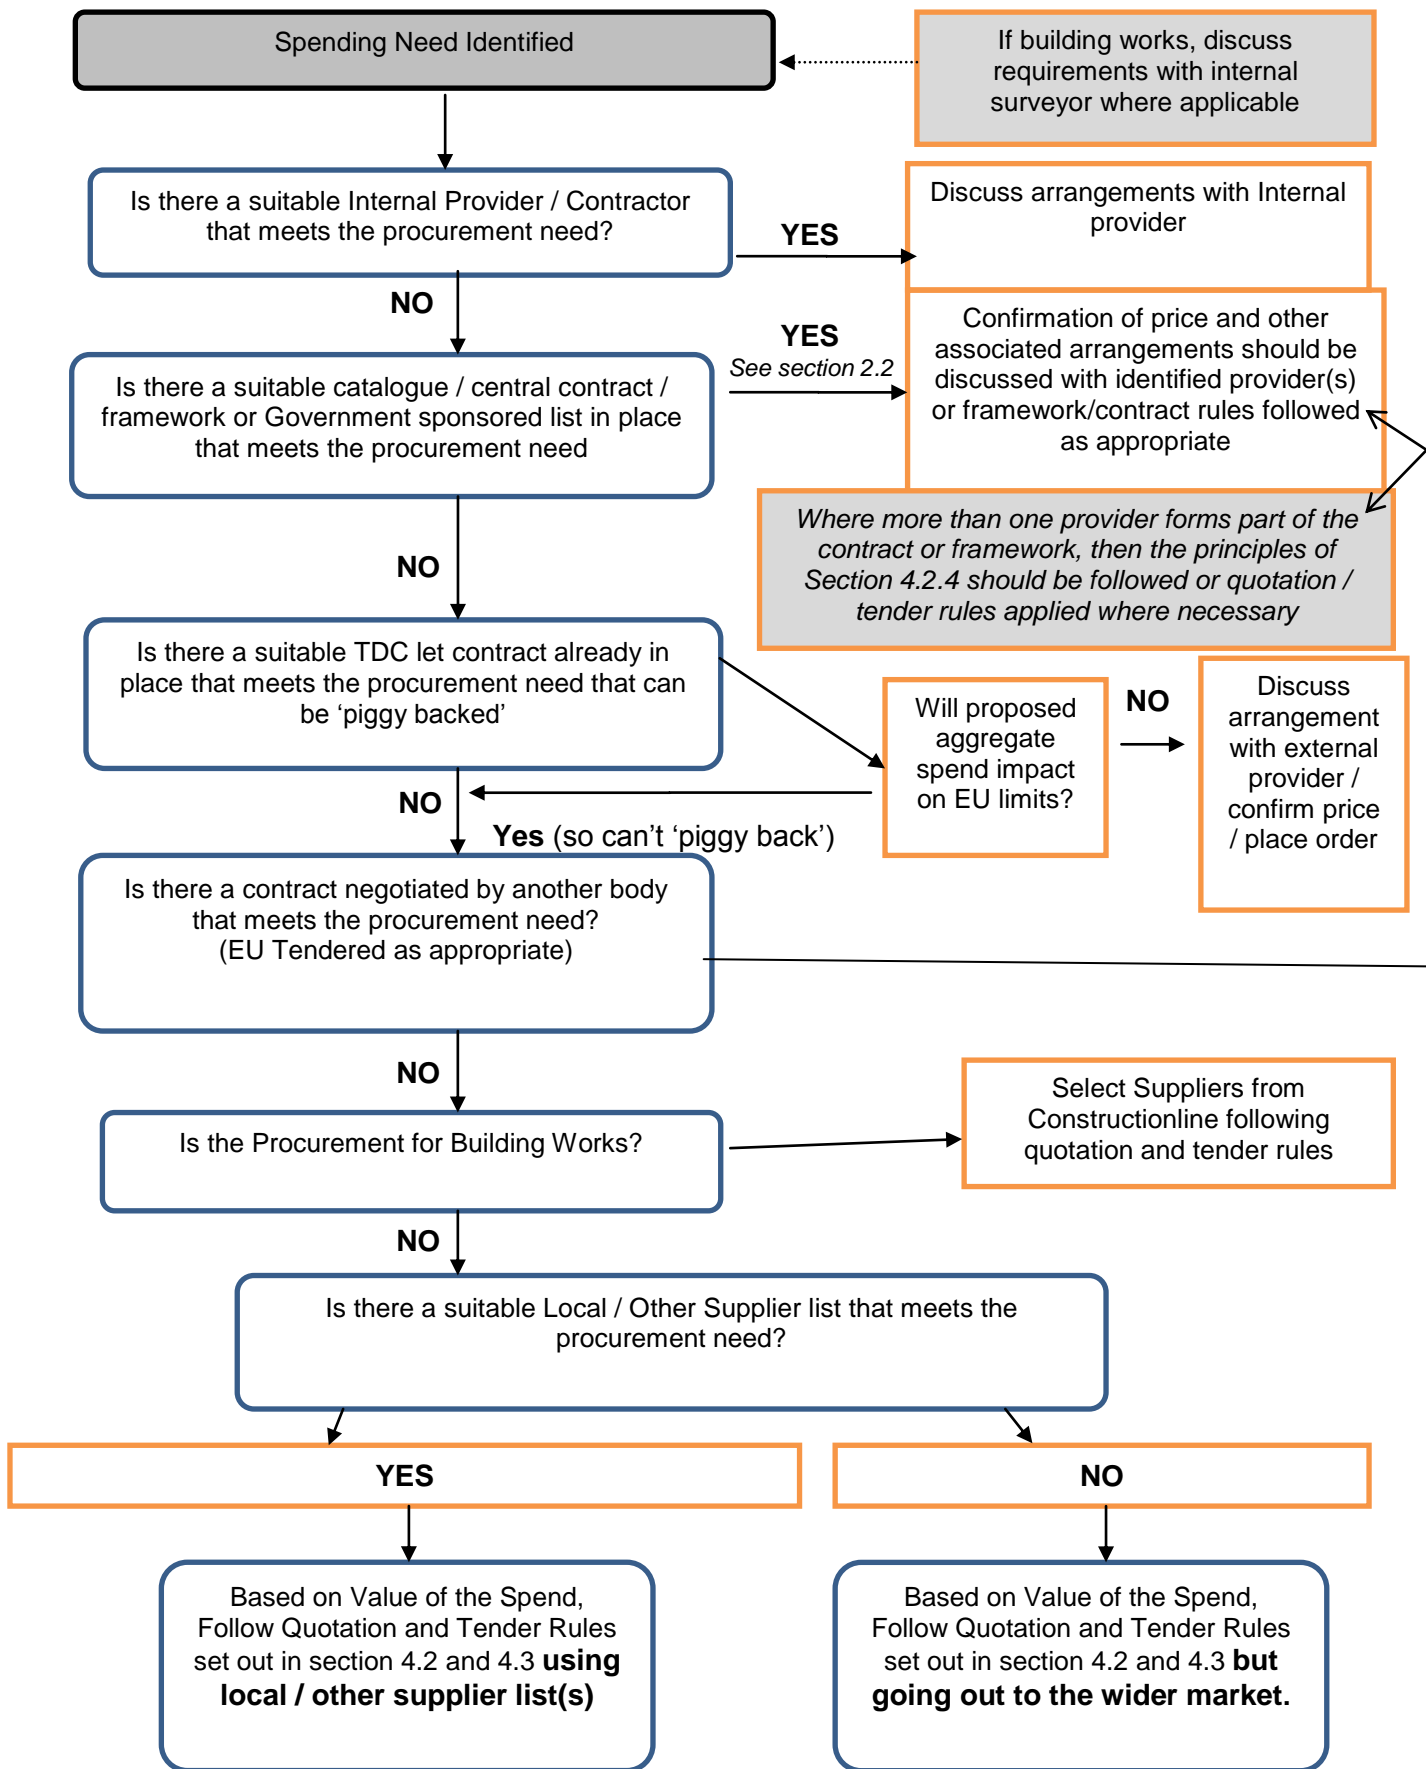 Spending Need Identified
If building works, discuss
requirements with internal
surveyor where applicable
Is there a suitable Internal Provider / Contractor
that meets the procurement need?
YES
Discuss arrangements with Internal
provider
NO
Is there a suitable catalogue / central contract /
framework or Government sponsored list in place
that meets the procurement need
YES
See section 2.2
Confirmation of price and other
associated arrangements should be
discussed with identified provider(s)
or framework/contract rules followed
as appropriate
Where more than one provider forms part of the
contract or framework, then the principles of
Section 4.2.4 should be followed or quotation /
tender rules applied where necessary
NO
Is there a suitable TDC let contract already in
place that meets the procurement need that can
be ‘piggy backed’
Will proposed
aggregate
spend impact
on EU limits?
NO
Discuss
arrangement
with external
provider /
confirm price
/ place order
NO
Yes (so can’t ‘piggy back’)
Is there a contract negotiated by another body
that meets the procurement need?
(EU Tendered as appropriate)
NO
Is the Procurement for Building Works?
Select Suppliers from
Constructionline following
quotation and tender rules
NO
Is there a suitable Local / Other Supplier list that meets the
procurement need?
YES
NO
Based on Value of the Spend,
Follow Quotation and Tender Rules
set out in section 4.2 and 4.3 using
local / other supplier list(s)
Based on Value of the Spend,
Follow Quotation and Tender Rules
set out in section 4.2 and 4.3 but
going out to the wider market.